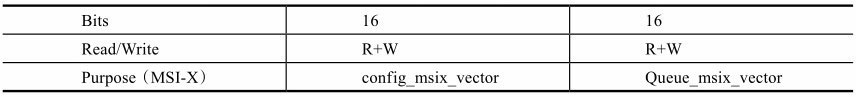 Bits 16 16
Read/Write R+W R+W
Purpose（MSI-X） config_msix_vector Queue_msix_vector